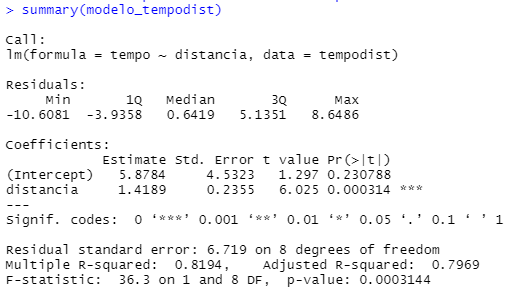 > summary(modelo_tempodist)
Call:
lm(formula = tempo ~ distancia, data = tempodist)
Residuals:
     Min       1Q   Median       3Q      Max
-10.6081  -3.9358   0.6419   5.1351   8.6486
Coefficients:
            Estimate Std. Error t value Pr(>|t|)
(Intercept)   5.8784     4.5323   1.297 0.230788
distancia     1.4189     0.2355   6.025 0.000314 ***
---
Signif. codes:  0 ‘***’ 0.001 ‘**’ 0.01 ‘*’ 0.05 ‘.’ 0.1 ‘ ’ 1
Residual standard error: 6.719 on 8 degrees of freedom
Multiple R-squared:  0.8194,    Adjusted R-squared:  0.7969
F-statistic:  36.3 on 1 and 8 DF,  p-value: 0.0003144